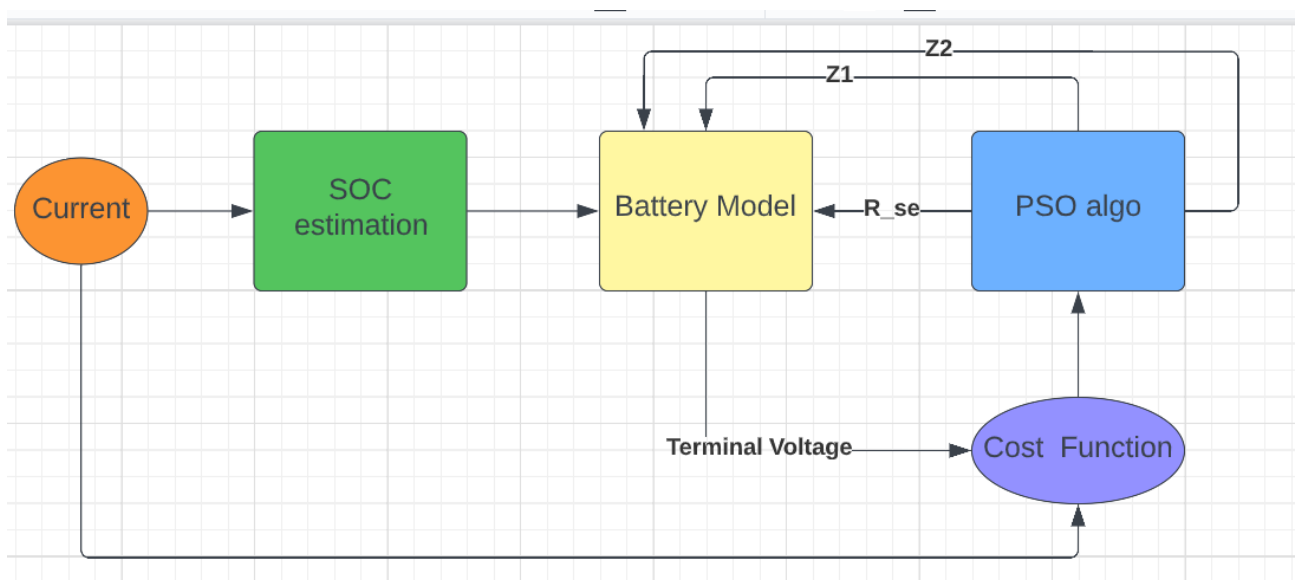 Z2
Z1
Current
SOC
estimation
Battery Model
R_se
PSO algo
Terminal Voltage
Cost Function